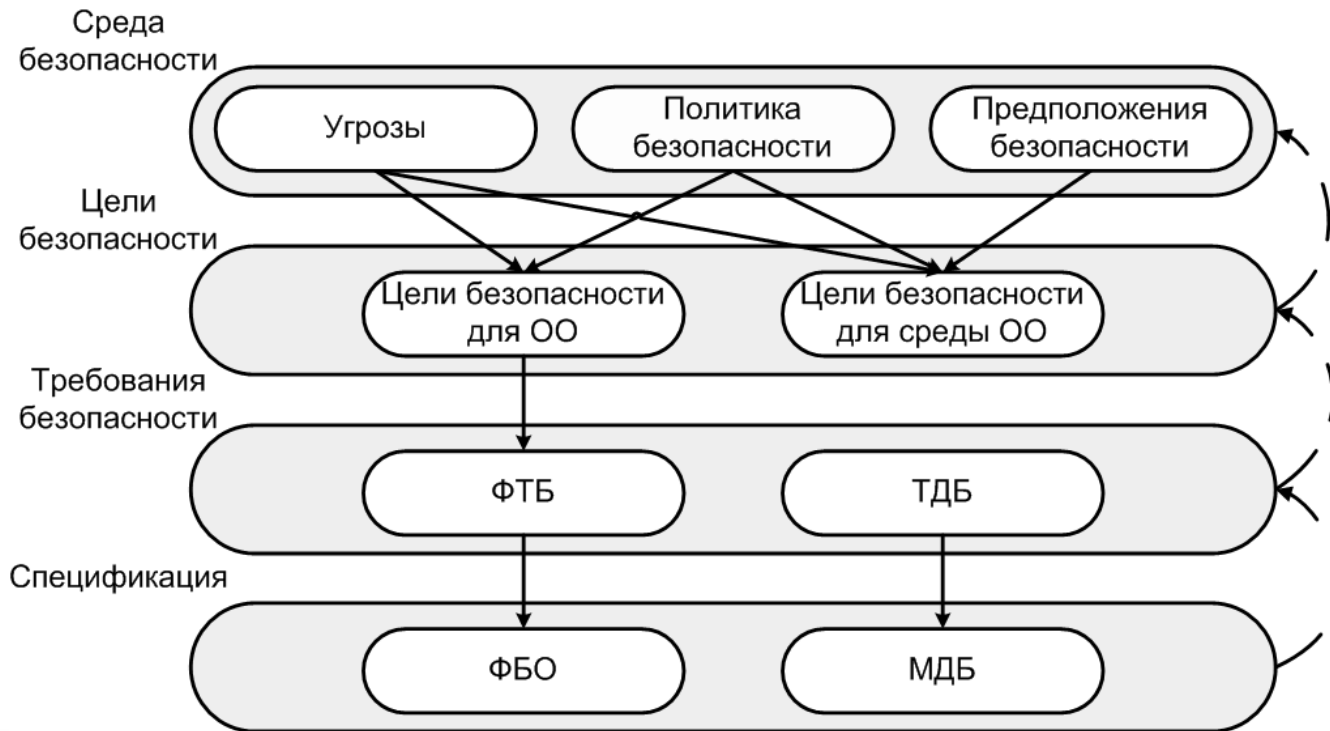 Среда
безопасности
Угрозы
Политика
безопасности
Предположения
безопасности
Цели
безопасности
Цели безопасности
для ОО
Цели безопасности
для среды ОО
Требования
безопасности
ФТБ
ТДБ
Спецификация
ФБО
МДБ